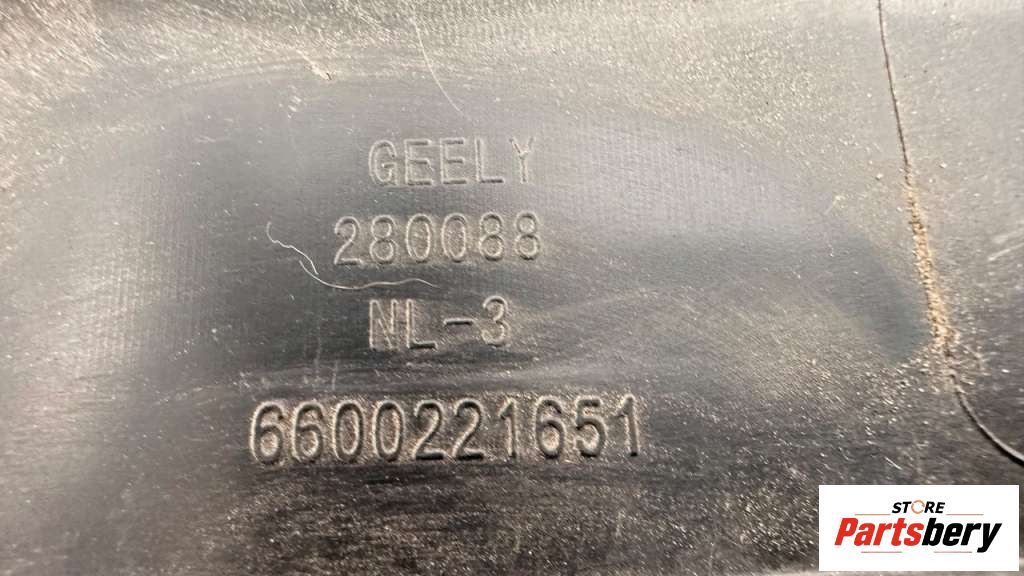 GEELY
280088
NL-3
6600221651
STORE
Partsbery